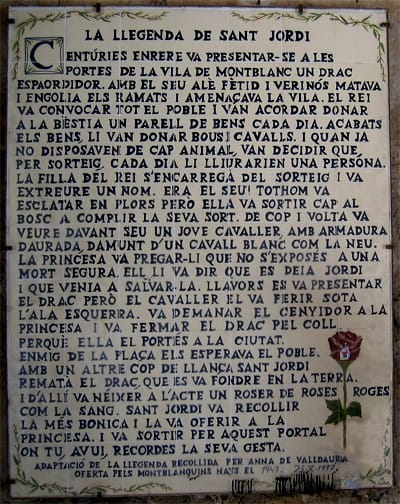 LA LLEGENDA DE SANT JORDI
CENTÚRIES ENRERE VA PRESENTAR-SE A LES
PORTES DE LA VILA DE MONTBLANC UN DRAC
ESPAORDIDOR. AMB EL SEU ALÈ FÈTID I VERINÓS MATAVA
I ENGOLIA ELS RAMATS I AMENAÇAVA LA VILA. EL REI
VA CONVOCAR TOT EL POBLE I VAN ACORDAR DONAR
A LA BÈSTIA UN PARELL DE BENS CADA DIA. ACABATS
ELS BENS, LI VAN DONAR BOUS I CAVALLS. I QUAN JA
NO DISPOSAVEN DE CAP ANIMAL, VAN DECIDIR QUE,
PER SORTEIG, CADA DIA LI LLIURARIEN UNA PERSONA.
LA FILLA DEL REI S'ENCARREGÀ DEL SORTEIG I VA
EXTREURE UN NOM. ERA EL SEU! TOTHOM VA
ESCLATAR EN PLORS PERÒ ELLA VA SORTIR CAP AL
BOSC A COMPLIR LA SEVA SORT. DE COP I VOLTA VA
VEURE DAVANT SEU UN JOVE CAVALLER, AMB ARMADURA
DAURADA, DAMUNT D'UN CAVALL BLANC COM LA NEU.
LA PRINCESA VA PREGAR-LI QUE NO S'EXPOSÉS A UNA
MORT SEGURA. ELL LI VA DIR QUE ES DEIA JORDI
I QUE VENIA A SALVAR-LA. LLAVORS ES VA PRESENTAR
EL DRAC PERÒ EL CAVALLER EL VA FERIR SOTA
L'ALA ESQUERRA. VA DEMANAR EL CENYIDOR A LA
PRINCESA I VA FERMAR EL DRAC PEL COLL
PERQUÈ ELLA EL PORTÉS A LA CIUTAT.
ENMIG DE LA PLAÇA ELS ESPERAVA EL POBLE.
AMB UN ALTRE COP DE LLANÇA SANT JORDI
REMATÀ EL DRAC, QUE ES VA FONDRE EN LA TERRA.
I D'ALLÍ VA NÉIXER A L'ACTE UN ROSER DE ROSES ROGES
COM LA SANG. SANT JORDI VA RECOLLIR
LA MÉS BONICA I LA VA OFERIR A LA
PRINCESA. I VA SORTIR PER AQUEST PORTAL
ON TÚ, AVUI, RECORDES LA SEVA GESTA.
ADAPTACIÓ DE LA LLEGENDA RECOLLIDA PER ANNA DE VALLDAURA
OFERTA PELS MONTBLANQUINS NATS EL 1947.